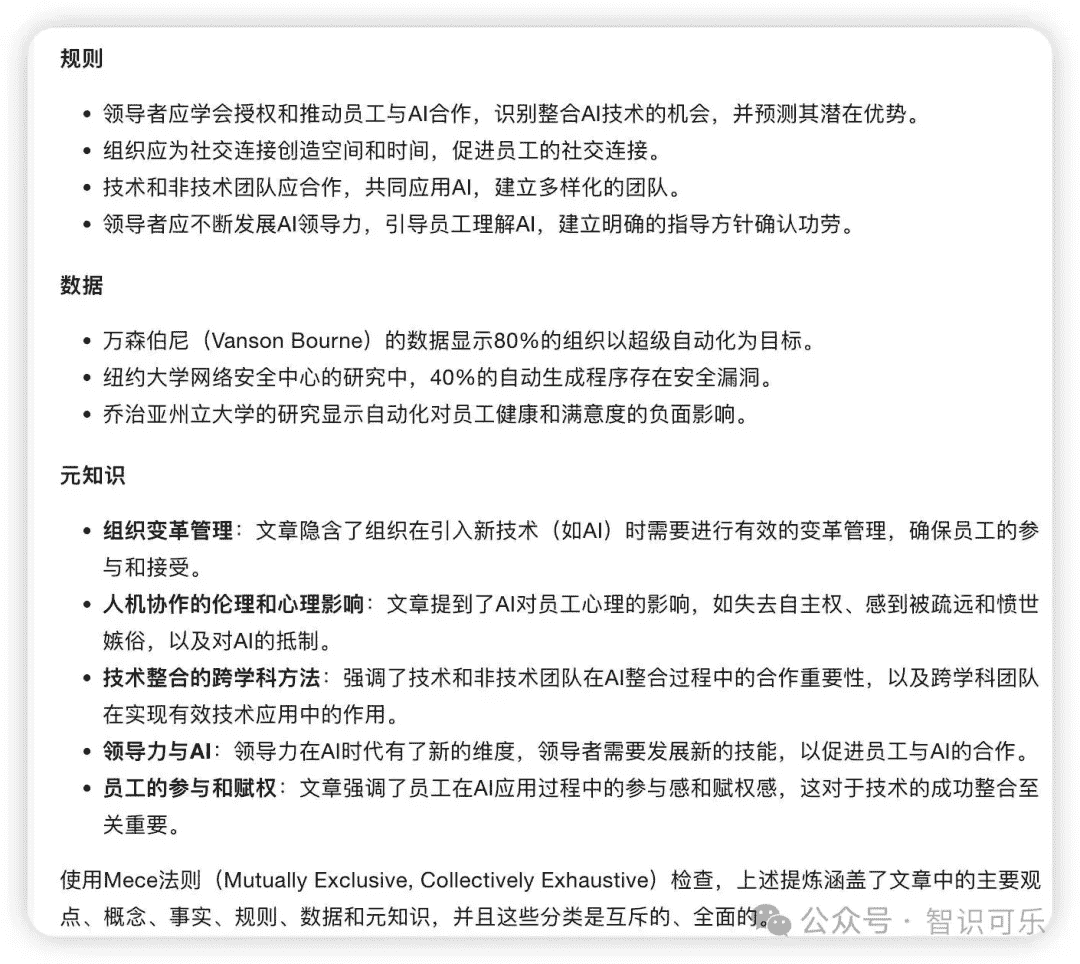 规则
• 领导者应学会授权和推动员工与AI合作，识别整合AI技术的机会，并预测其潜在优势。
• 组织应为社交连接创造空间和时间，促进员工的社交连接。
• 技术和非技术团队应合作，共同应用AI，建立多样化的团队。
• 领导者应不断发展AI领导力，引导员工理解AI，建立明确的指导方针确认功劳。
数据
• 万森伯尼（Vanson Bourne）的数据显示80%的组织以超级自动化为目标。
• 纽约大学网络安全中心的研究中，40%的自动生成程序存在安全漏洞。
• 乔治亚州立大学的研究显示自动化对员工健康和满意度的负面影响。
元知识
• 组织变革管理：文章隐含了组织在引入新技术（如AI）时需要进行有效的变革管理，确保员工的参
与和接受。
• 人机协作的伦理和心理影响：文章提到了AI对员工心理的影响，如失去自主权、感到被疏远和愤世
嫉俗，以及对AI的抵制。
• 技术整合的跨学科方法：强调了技术和非技术团队在AI整合过程中的合作重要性，以及跨学科团队
在实现有效技术应用中的作用。
• 领导力与AI：领导力在AI时代有了新的维度，领导者需要发展新的技能，以促进员工与AI的合作。
• 员工的参与和赋权：文章强调了员工在AI应用过程中的参与感和赋权感，这对于技术的成功整合至
关重要。
使用Mece法则（Mutually Exclusive, Collectively Exhaustive）检查，上述提炼涵盖了文章中的主要观
点、概念、事实、规则、数据和元知识，并且这些分类是互斥的、全面的。
公众号·智识可乐